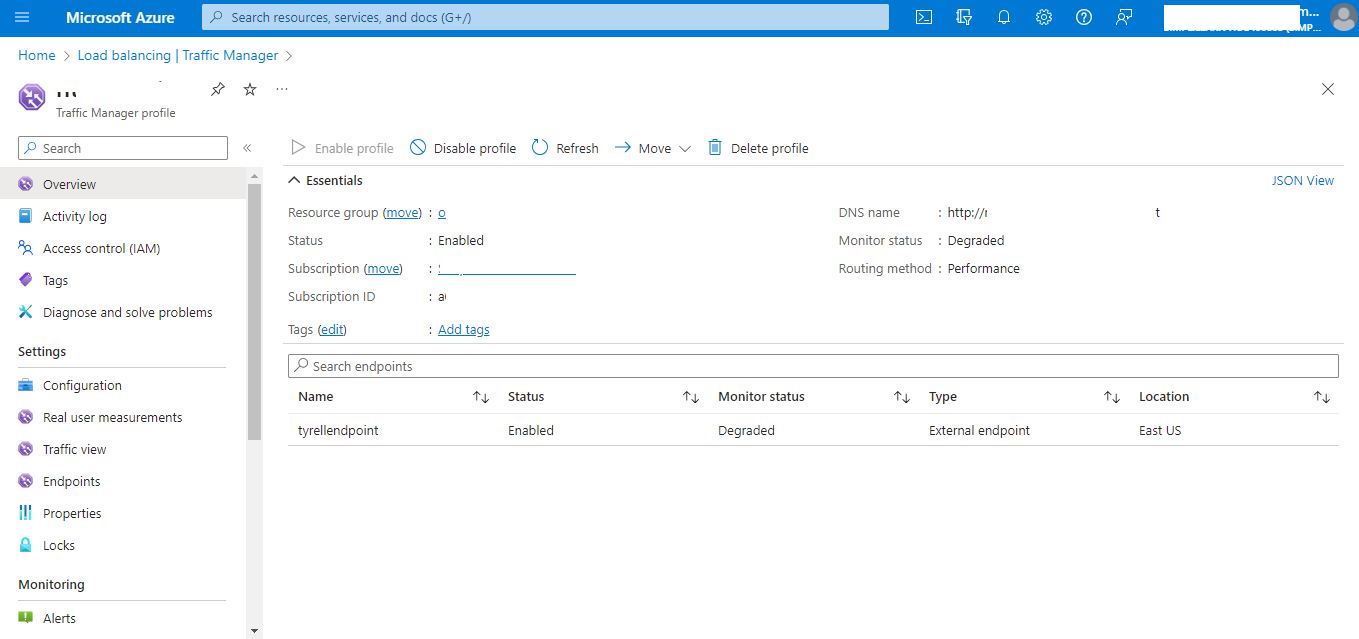 Microsoft Azure
Search resources, services, and docs (G+/)
Home
Load balancing | Traffic Manager
Traffic Manager profile
Search
Overview
Activity log
Access control (IAM)
Tags
Diagnose and solve problems
Settings
Configuration
Real user measurements
Traffic view
Endpoints
Properties
Locks
Monitoring
Alerts
Enable profile Disable profile Refresh Move Delete profile
Essentials
JSON View
Resource group (move) : o
Status : Enabled
Subscription (move) :
Subscription ID : a
Tags (edit) : Add tags
DNS name : http://
Monitor status : Degraded
Routing method : Performance
Search endpoints
Name Status Monitor status Type Location
tyrellendpoint Enabled Degraded External endpoint East US